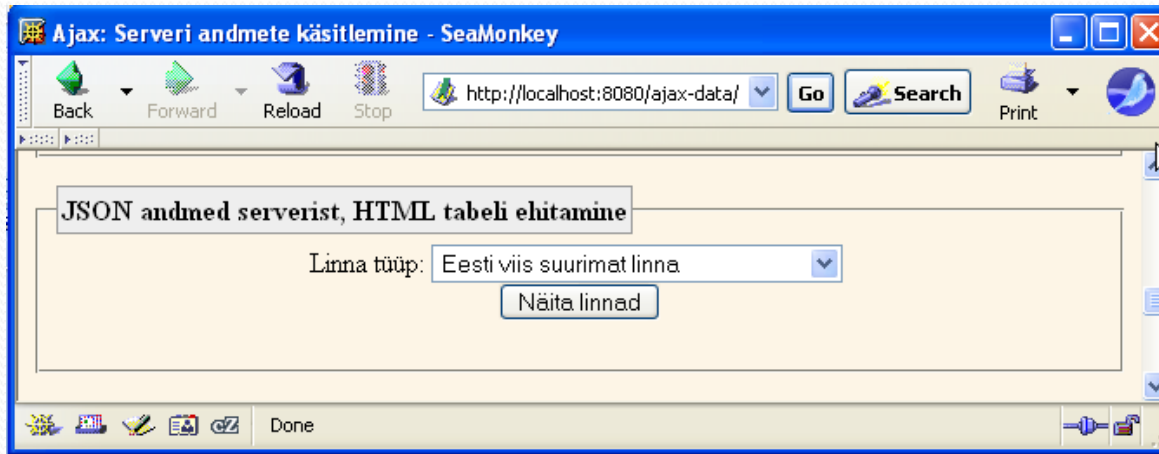 Ajax: Serveri andmete käsitlemine - SeaMonkey
Back
Forward
Reload
Stop
http://localhost:8080/ajax-data/
Go
Search
Print
JSON andmed serverist, HTML tabeli ehitamine
Linna tüüp: Eesti viis suurimat linna
Näita linnad
cZ Done